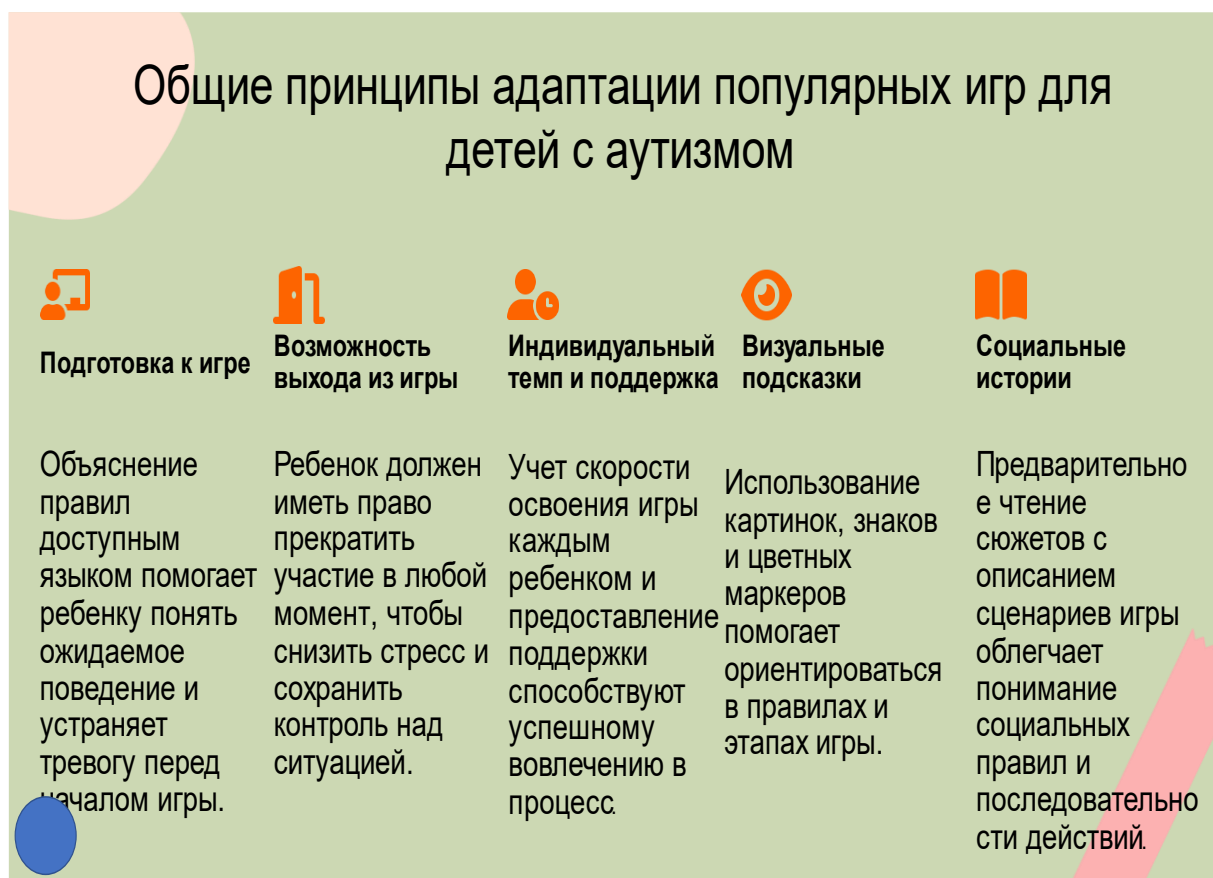 Общие принципы адаптации популярных игр для
детей с аутизмом
Подготовка к игре
Объяснение
правил
доступным
языком помогает
ребенку понять
ожидаемое
поведение и
устраняет
тревогу перед
началом игры.
Возможность
выхода из игры
Ребенок должен
иметь право
прекратить
участие в любой
момент, чтобы
снизить стресс и
сохранить
контроль над
ситуацией.
Индивидуальный
темп и поддержка
Учет скорости
освоения игры
каждым
ребенком и
предоставление
поддержки
способствуют
успешному
вовлечению в
процесс.
Визуальные
подсказки
Использование
картинок, знаков
и цветных
маркеров
помогает
ориентироваться
в правилах и
этапах игры.
Социальные
истории
Предварительно
е чтение
сюжетов с
описанием
сценариев игры
облегчает
понимание
социальных
правил и
последовательно
сти действий.